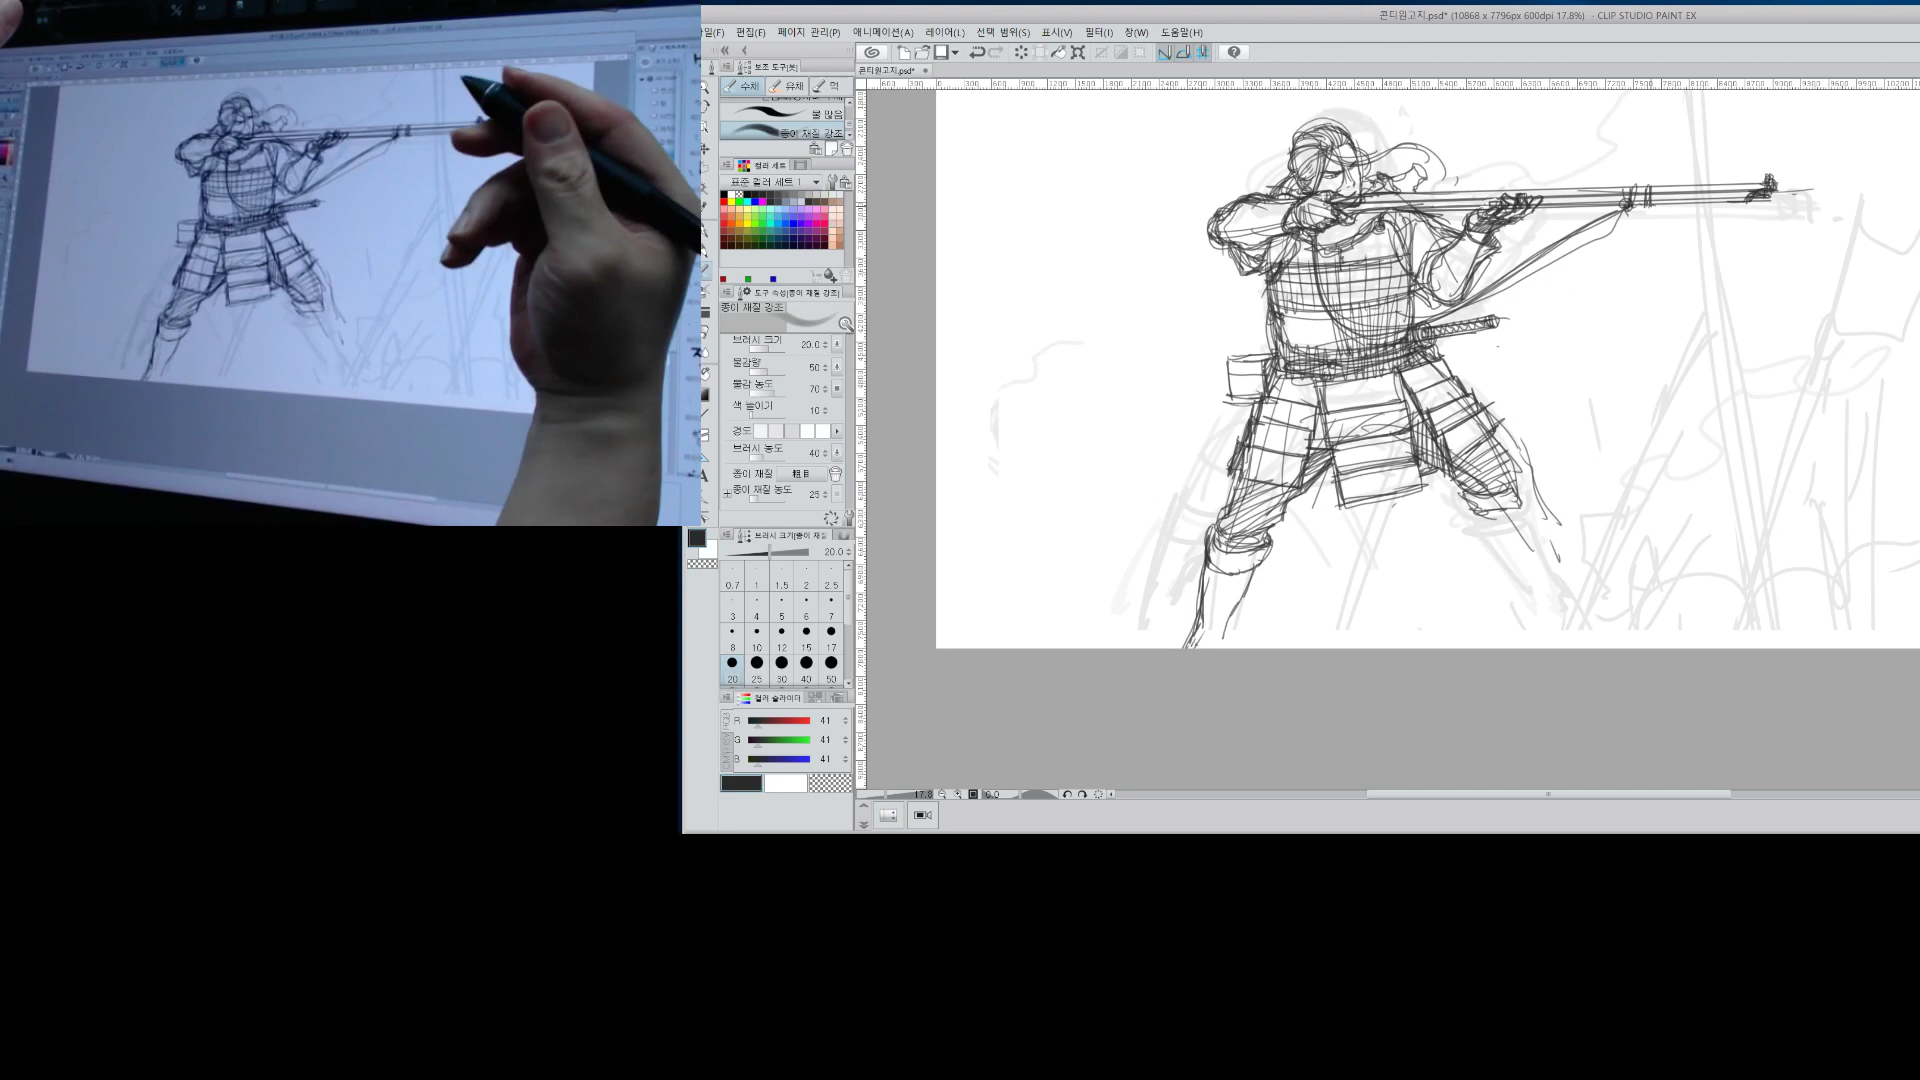 콘티원고지.psd* (10868 x 7796px 600dpi 17.8%) - CLIP STUDIO PAINT EX
일(F) 편집(E) 페이지 관리(P) 애니메이션(A) 레이어(L) 선택 범위(S) 표시(V) 필터(I) 창(W) 도움말(H)
보조 도구[붓]
콘티원고지.psd*
수채 유채 먹
물 많음
종이 재질 강조
컬러 세트
표준 컬러 세트 1
도구 속성[종이 재질 강조]
종이 재질 강조
브러시 크기 20.0
물감량 50
물감 농도 70
색 늘이기 10
경도
브러시 농도 40
종이 재질 粗目
종이 재질 농도 25
브러시 크기[종이 재질
20.0
0.7 1 1.5 2 2.5
3 4 5 6 7
8 10 12 15 17
20 25 30 40 50
컬러 슬라이더
R 41
G 41
B 41
17.8 0.0